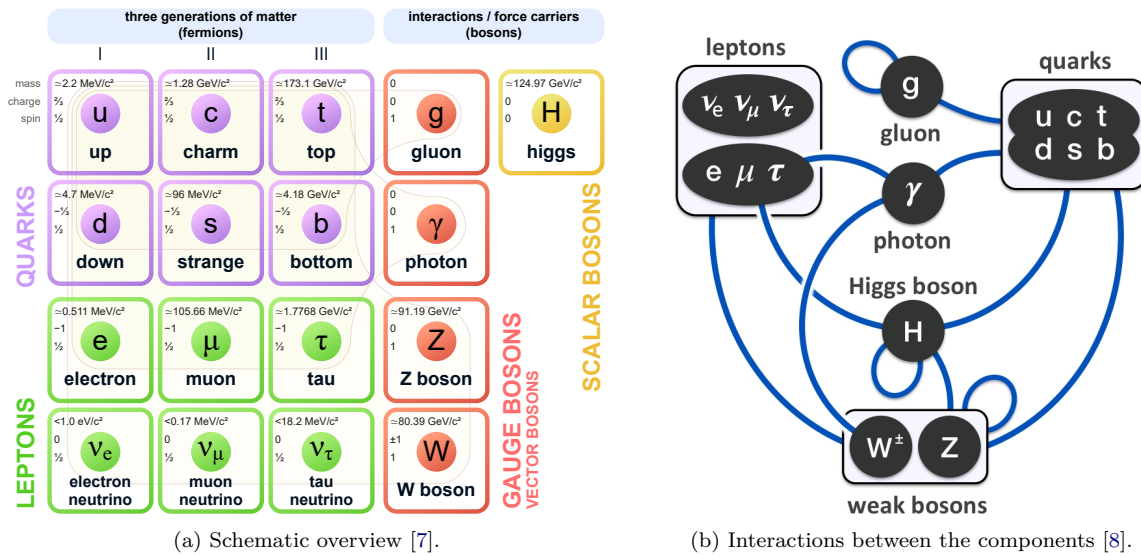 three generations of matter
(fermions)
interactions / force carriers
(bosons)
I
II
III
mass
charge
spin
≃2.2 MeV/c²
⅔
½
u
up
≃1.28 GeV/c²
⅔
½
c
charm
≃173.1 GeV/c²
⅔
½
t
top
0
0
1
g
gluon
≃124.97 GeV/c²
0
0
H
higgs
QUARKS
≃4.7 MeV/c²
−⅓
½
d
down
≃96 MeV/c²
−⅓
½
s
strange
≃4.18 GeV/c²
−⅓
½
b
bottom
0
0
1
γ
photon
SCALAR BOSONS
LEPTONS
≃0.511 MeV/c²
−1
½
e
electron
≃105.66 MeV/c²
−1
½
μ
muon
≃1.7768 GeV/c²
−1
½
τ
tau
≃91.19 GeV/c²
0
1
Z
Z boson
<1.0 eV/c²
0
½
νe
electron
neutrino
<0.17 MeV/c²
0
½
νμ
muon
neutrino
<18.2 MeV/c²
0
½
ντ
tau
neutrino
≃80.39 GeV/c²
±1
1
W
W boson
GAUGE BOSONS
VECTOR BOSONS
(a) Schematic overview [7].
leptons
νe νμ ντ
e μ τ
g
gluon
quarks
u c t
d s b
γ
photon
Higgs boson
H
W±
Z
weak bosons
(b) Interactions between the components [8].